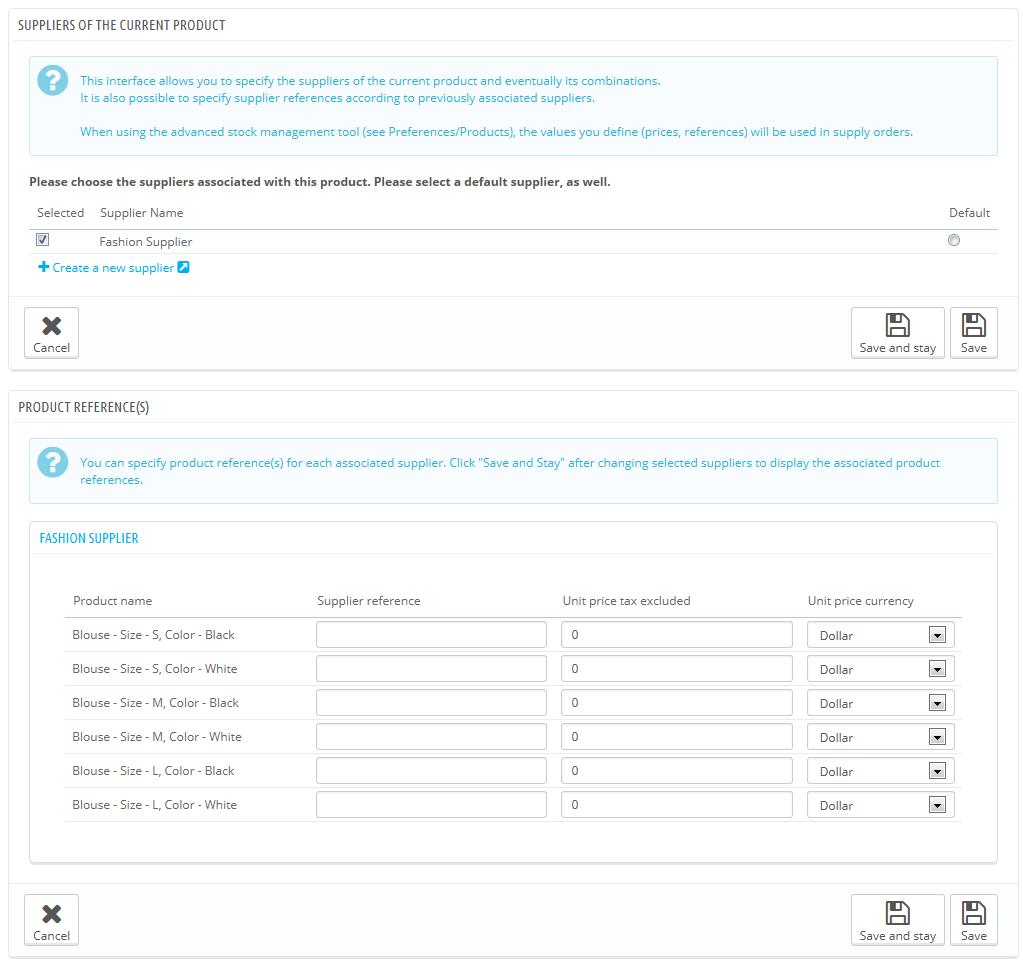 SUPPLIERS OF THE CURRENT PRODUCT
This interface allows you to specify the suppliers of the current product and eventually its combinations.
It is also possible to specify supplier references according to previously associated suppliers.
When using the advanced stock management tool (see Preferences/Products), the values you define (prices, references) will be used in supply orders.
Please choose the suppliers associated with this product. Please select a default supplier, as well.
Selected Supplier Name Default
Fashion Supplier
Create a new supplier
Cancel Save and stay Save
PRODUCT REFERENCE(S)
You can specify product reference(s) for each associated supplier. Click "Save and Stay" after changing selected suppliers to display the associated product
references.
FASHION SUPPLIER
Product name Supplier reference Unit price tax excluded Unit price currency
Blouse - Size - S, Color - Black 0 Dollar
Blouse - Size - S, Color - White 0 Dollar
Blouse - Size - M, Color - Black 0 Dollar
Blouse - Size - M, Color - White 0 Dollar
Blouse - Size - L, Color - Black 0 Dollar
Blouse - Size - L, Color - White 0 Dollar
Cancel Save and stay Save